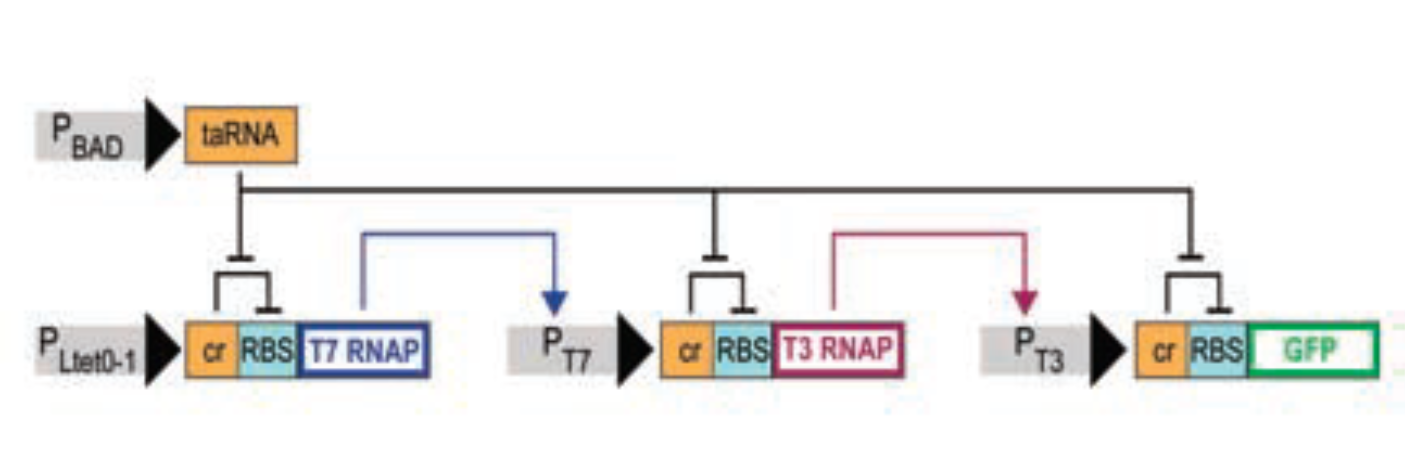 PBAD taRNA
PLtet0-1 cr RBS T7 RNAP PT7 cr RBS T3 RNAP PT3 cr RBS GFP